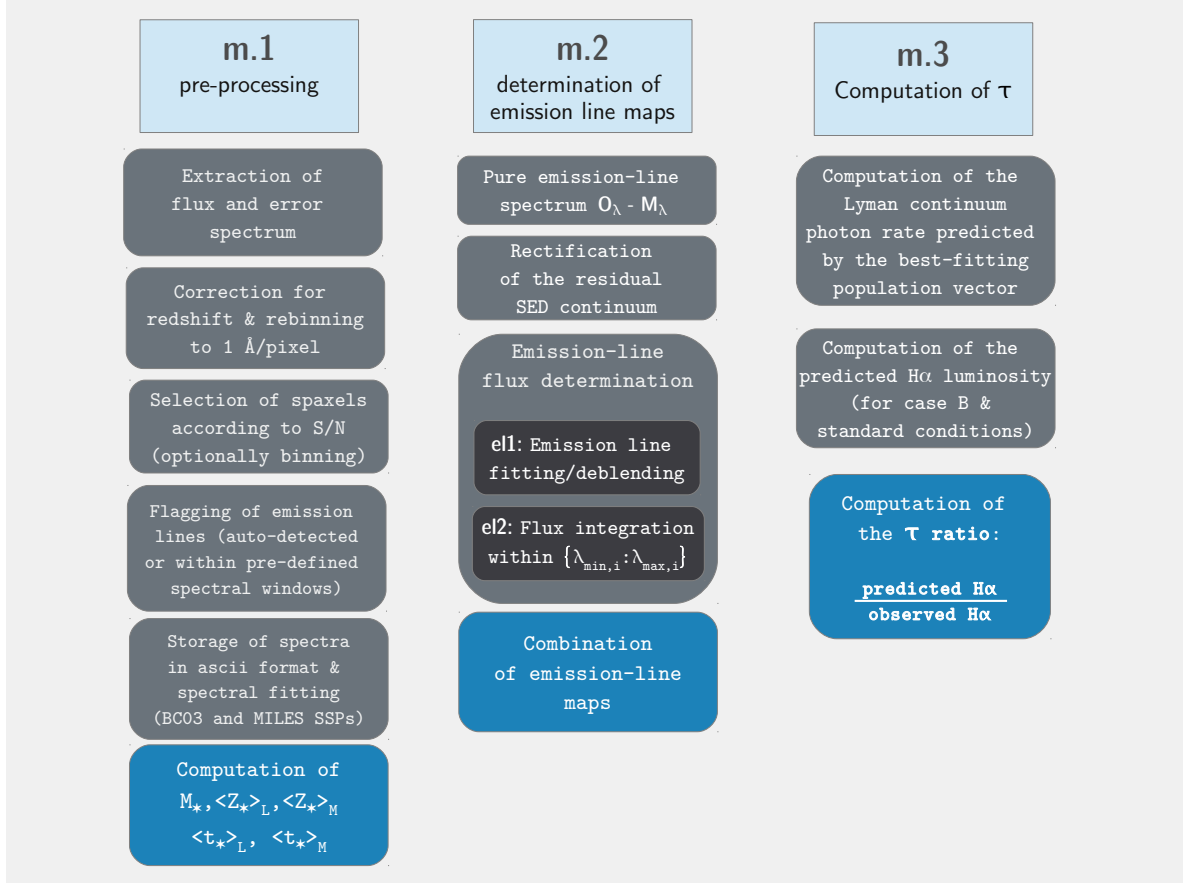 m.1
pre-processing
Extraction of
flux and error
spectrum
Correction for
redshift & rebinning
to 1 Å/pixel
Selection of spaxels
according to S/N
(optionally binning)
Flagging of emission
lines (auto-detected
or within pre-defined
spectral windows)
Storage of spectra
in ascii format &
spectral fitting
(BC03 and MILES SSPs)
Computation of
M★,<Z★>L,<Z★>M
<t★>L, <t★>M
m.2
determination of
emission line maps
Pure emission-line
spectrum Oλ - Mλ
Rectification
of the residual
SED continuum
Emission-line
flux determination
el1: Emission line
fitting/deblending
el2: Flux integration
within {λmin,i:λmax,i}
Combination
of emission-line
maps
m.3
Computation of τ
Computation of the
Lyman continuum
photon rate predicted
by the best-fitting
population vector
Computation of the
predicted Hα luminosity
(for case B &
standard conditions)
Computation of
the τ ratio:
predicted Hα
observed Hα